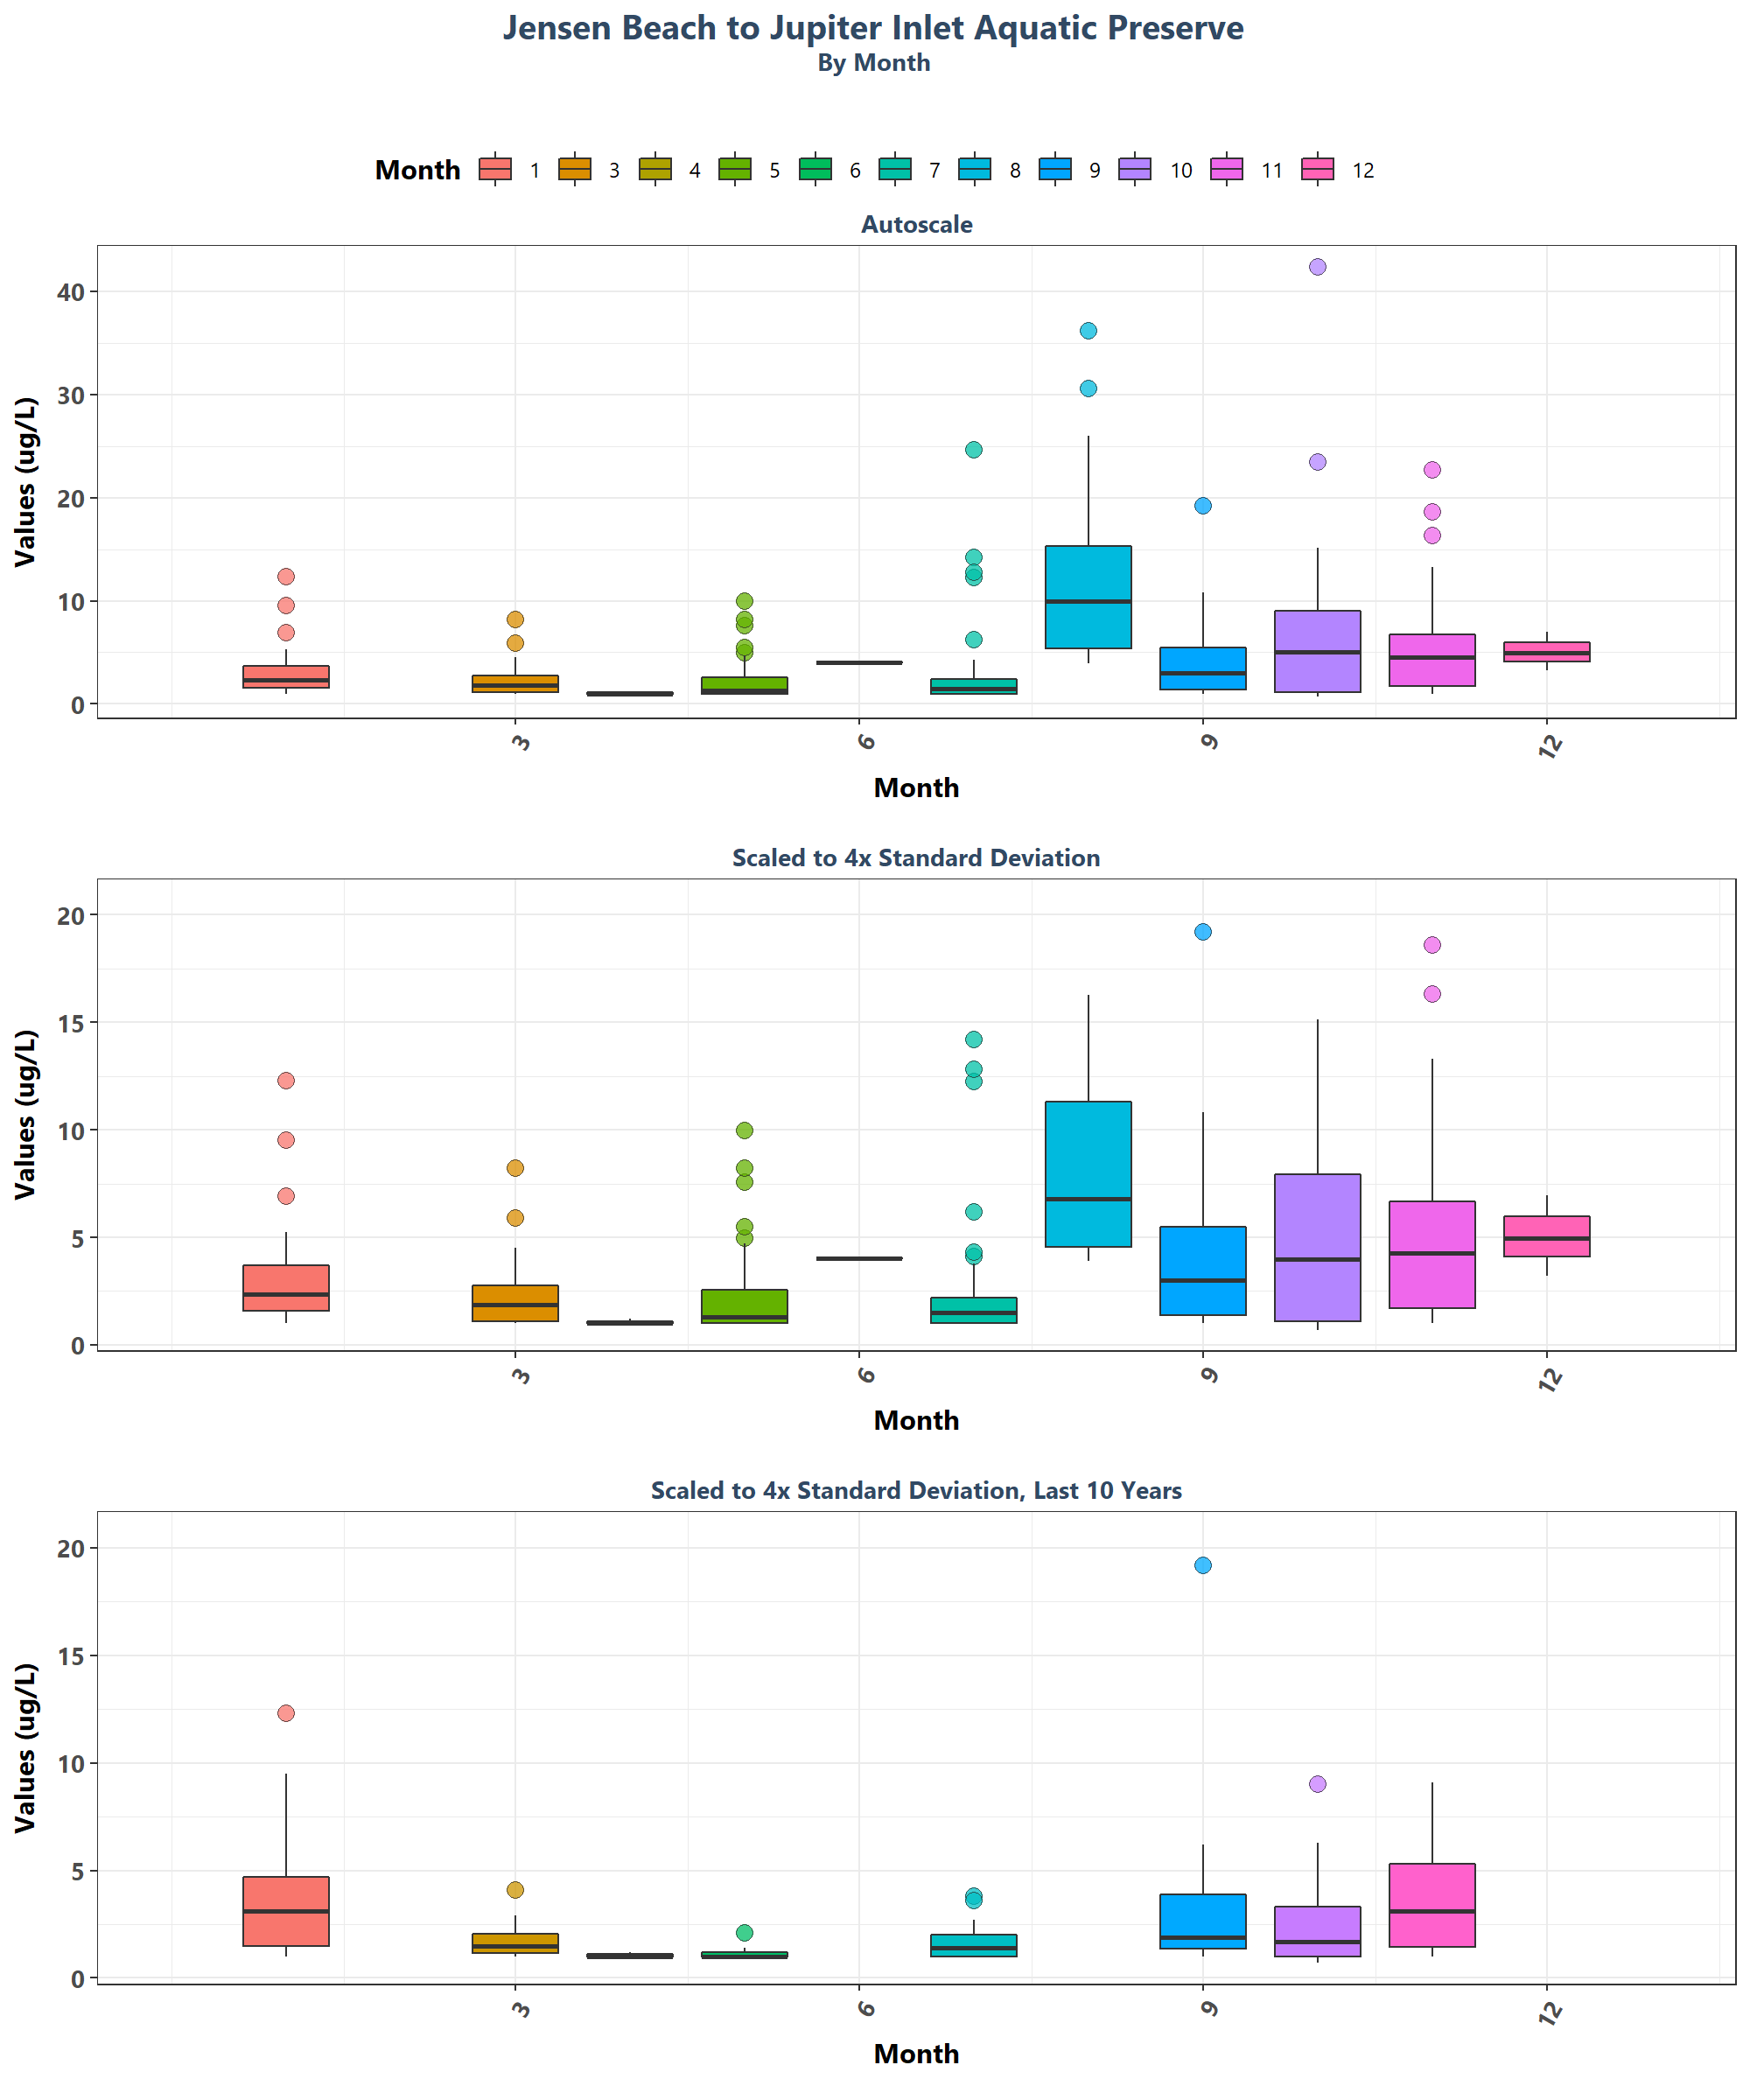 Jensen Beach to Jupiter Inlet Aquatic Preserve
By Month
Month 1 3 4 5 6 7 8 9 10 11 12
Autoscale
Values (ug/L)
40
30
20
10
0
3 6 9 12
Month
Scaled to 4x Standard Deviation
Values (ug/L)
20
15
10
5
0
3 6 9 12
Month
Scaled to 4x Standard Deviation, Last 10 Years
Values (ug/L)
20
15
10
5
0
3 6 9 12
Month